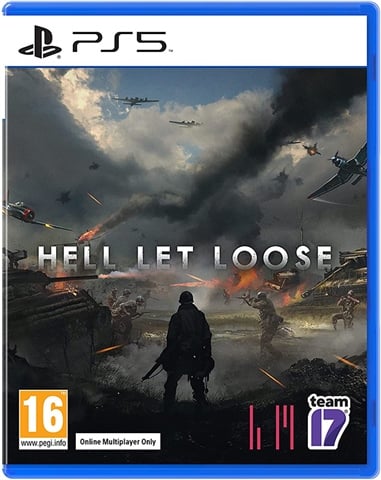 PS5
HELL LET LOOSE
16
www.pegi.info
Online Multiplayer Only
team
17